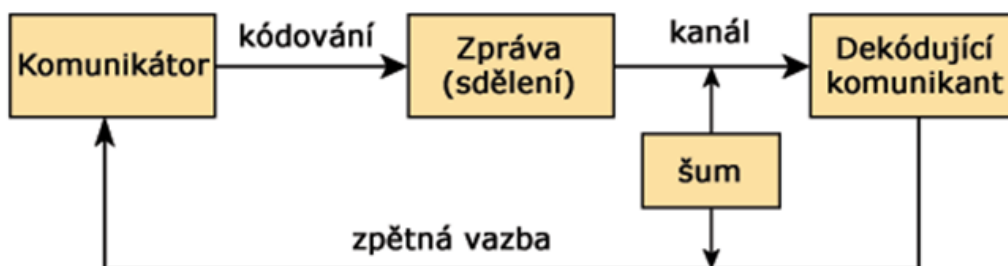 Komunikátor
kódování
Zpráva
(sdělení)
kanál
Dekódující
komunikant
šum
zpětná vazba